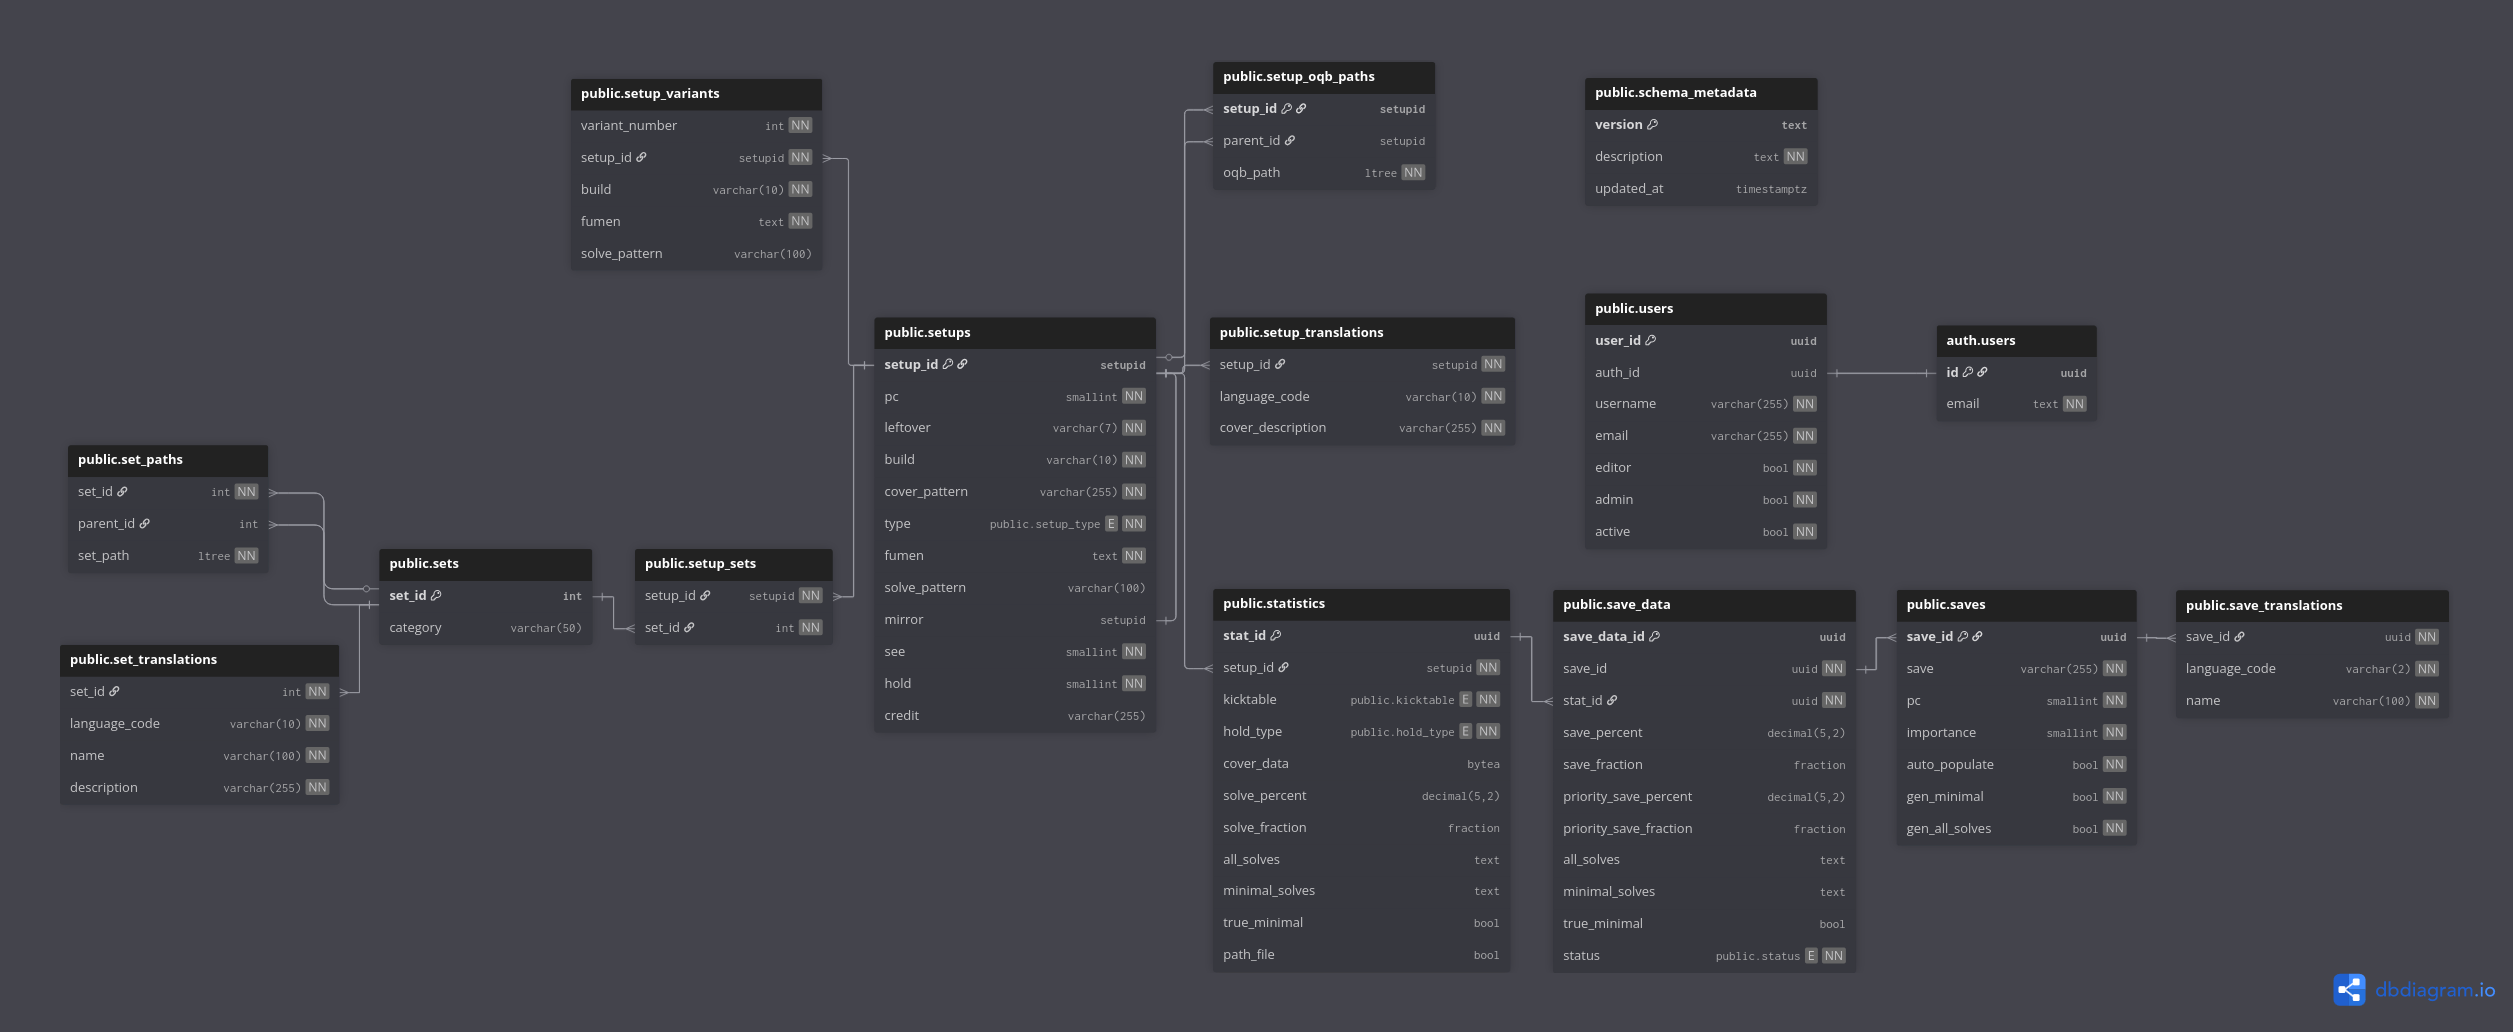 public.setup_variants
variant_number int NN
setup_id setupid NN
build varchar(10) NN
fumen text NN
solve_pattern varchar(100)
public.setup_oqb_paths
setup_id setupid
parent_id setupid
oqb_path ltree NN
public.schema_metadata
version text
description text NN
updated_at timestamptz
public.setups
setup_id setupid
pc smallint NN
leftover varchar(7) NN
build varchar(10) NN
cover_pattern varchar(255) NN
type public.setup_type E NN
fumen text NN
solve_pattern varchar(100)
mirror setupid
see smallint NN
hold smallint NN
credit varchar(255)
public.setup_translations
setup_id setupid NN
language_code varchar(10) NN
cover_description varchar(255) NN
public.users
user_id uuid
auth_id uuid
username varchar(255) NN
email varchar(255) NN
editor bool NN
admin bool NN
active bool NN
auth.users
id uuid
email text NN
public.set_paths
set_id int NN
parent_id int
set_path ltree NN
public.sets
set_id int
category varchar(50)
public.setup_sets
setup_id setupid NN
set_id int NN
public.set_translations
set_id int NN
language_code varchar(10) NN
name varchar(100) NN
description varchar(255) NN
public.statistics
stat_id uuid
setup_id setupid NN
kicktable public.kicktable E NN
hold_type public.hold_type E NN
cover_data bytea
solve_percent decimal(5,2)
solve_fraction fraction
all_solves text
minimal_solves text
true_minimal bool
path_file bool
public.save_data
save_data_id uuid
save_id uuid NN
stat_id uuid NN
save_percent decimal(5,2)
save_fraction fraction
priority_save_percent decimal(5,2)
priority_save_fraction fraction
all_solves text
minimal_solves text
true_minimal bool
status public.status E NN
public.saves
save_id uuid
save varchar(255) NN
pc smallint NN
importance smallint NN
auto_populate bool NN
gen_minimal bool NN
gen_all_solves bool NN
public.save_translations
save_id uuid NN
language_code varchar(2) NN
name varchar(100) NN
dbdiagram.io